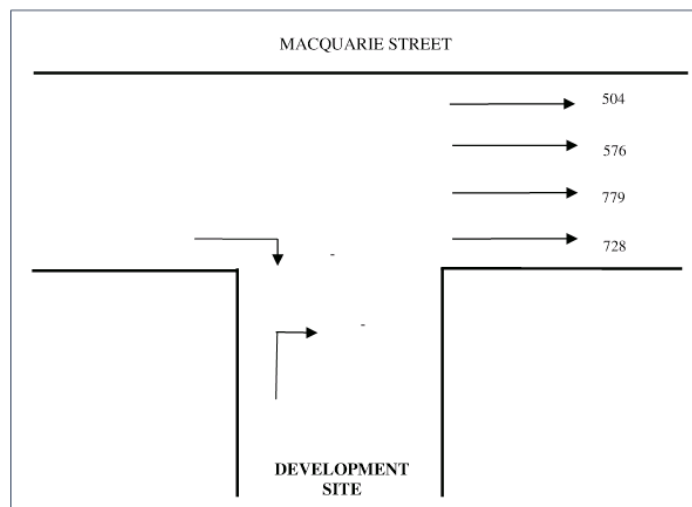 MACQUARIE STREET
504
576
779
728
-
-
DEVELOPMENT
SITE